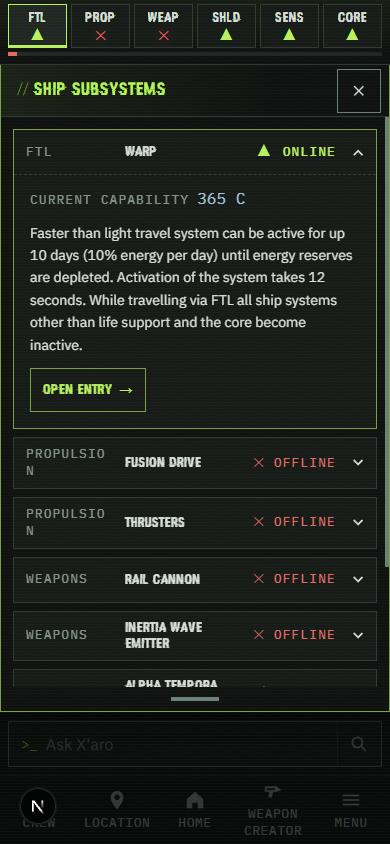 FTL PROP WEAP SHLD SENS CORE
// SHIP SUBSYSTEMS
FTL WARP ONLINE
CURRENT CAPABILITY 365 C
Faster than light travel system can be active for up
10 days (10% energy per day) until energy reserves
are depleted. Activation of the system takes 12
seconds. While travelling via FTL all ship systems
other than life support and the core become
inactive.
OPEN ENTRY →
PROPULSIO
N
FUSION DRIVE
OFFLINE
PROPULSIO
N
THRUSTERS
OFFLINE
WEAPONS RAIL CANNON OFFLINE
WEAPONS
INERTIA WAVE
EMITTER
OFFLINE
ALPHA TEMPORA
>_ Ask X'aro
N
CREW LOCATION HOME
WEAPON
CREATOR
MENU